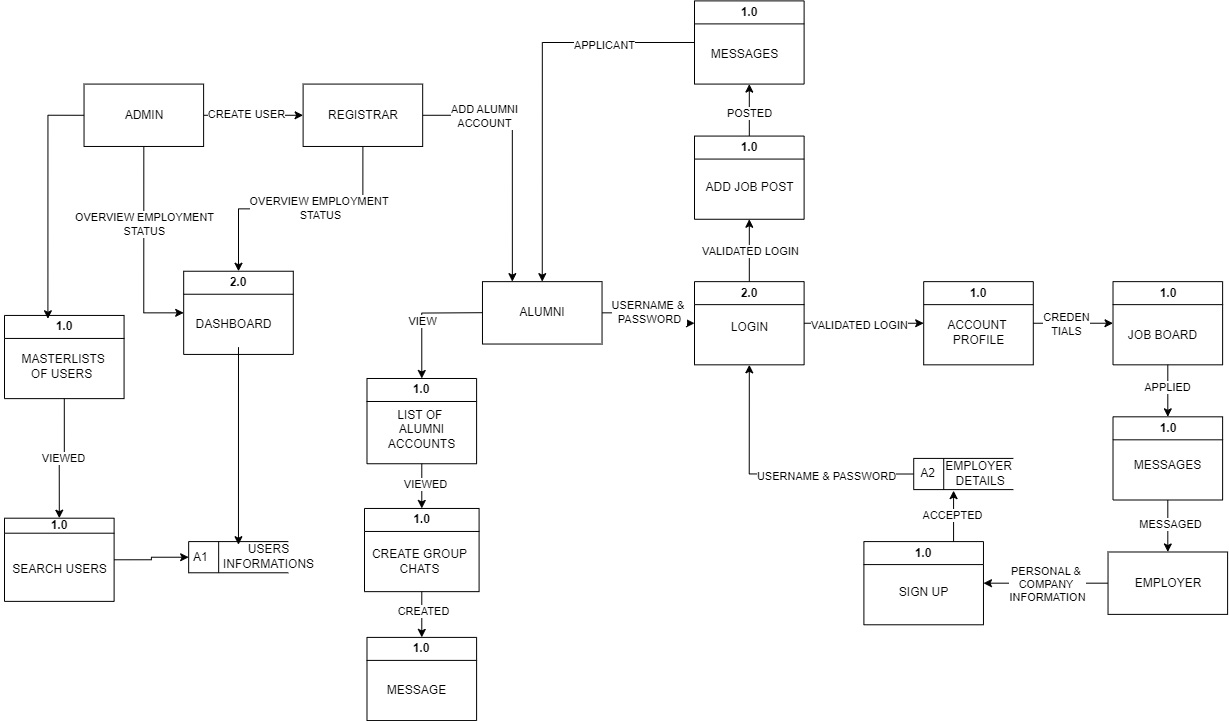 1.0
MESSAGES
APPLICANT
POSTED
ADMIN
CREATE USER
REGISTRAR
ADD ALUMNI
ACCOUNT
1.0
ADD JOB POST
OVERVIEW EMPLOYMENT
STATUS
OVERVIEW EMPLOYMENT
STATUS
VALIDATED LOGIN
2.0
DASHBOARD
ALUMNI
USERNAME &
PASSWORD
2.0
LOGIN
VALIDATED LOGIN
1.0
ACCOUNT
PROFILE
CREDEN
TIALS
1.0
JOB BOARD
1.0
MASTERLISTS
OF USERS
VIEW
1.0
LIST OF
ALUMNI
ACCOUNTS
APPLIED
1.0
MESSAGES
VIEWED
VIEWED
USERNAME & PASSWORD
A2
EMPLOYER
DETAILS
ACCEPTED
MESSAGED
1.0
SEARCH USERS
A1
USERS
INFORMATIONS
1.0
CREATE GROUP
CHATS
1.0
SIGN UP
PERSONAL &
COMPANY
INFORMATION
EMPLOYER
CREATED
1.0
MESSAGE